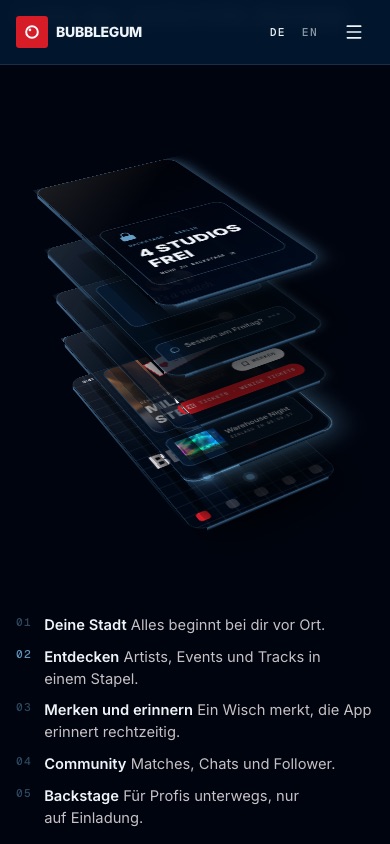 BUBBLEGUM
DE EN
4 STUDIOS
FREI
Session am Freitag?
MERKEN
TICKETS
Warehouse Night
01 Deine Stadt Alles beginnt bei dir vor Ort.
02 Entdecken Artists, Events und Tracks in
einem Stapel.
03 Merken und erinnern Ein Wisch merkt, die App
erinnert rechtzeitig.
04 Community Matches, Chats und Follower.
05 Backstage Für Profis unterwegs, nur
auf Einladung.